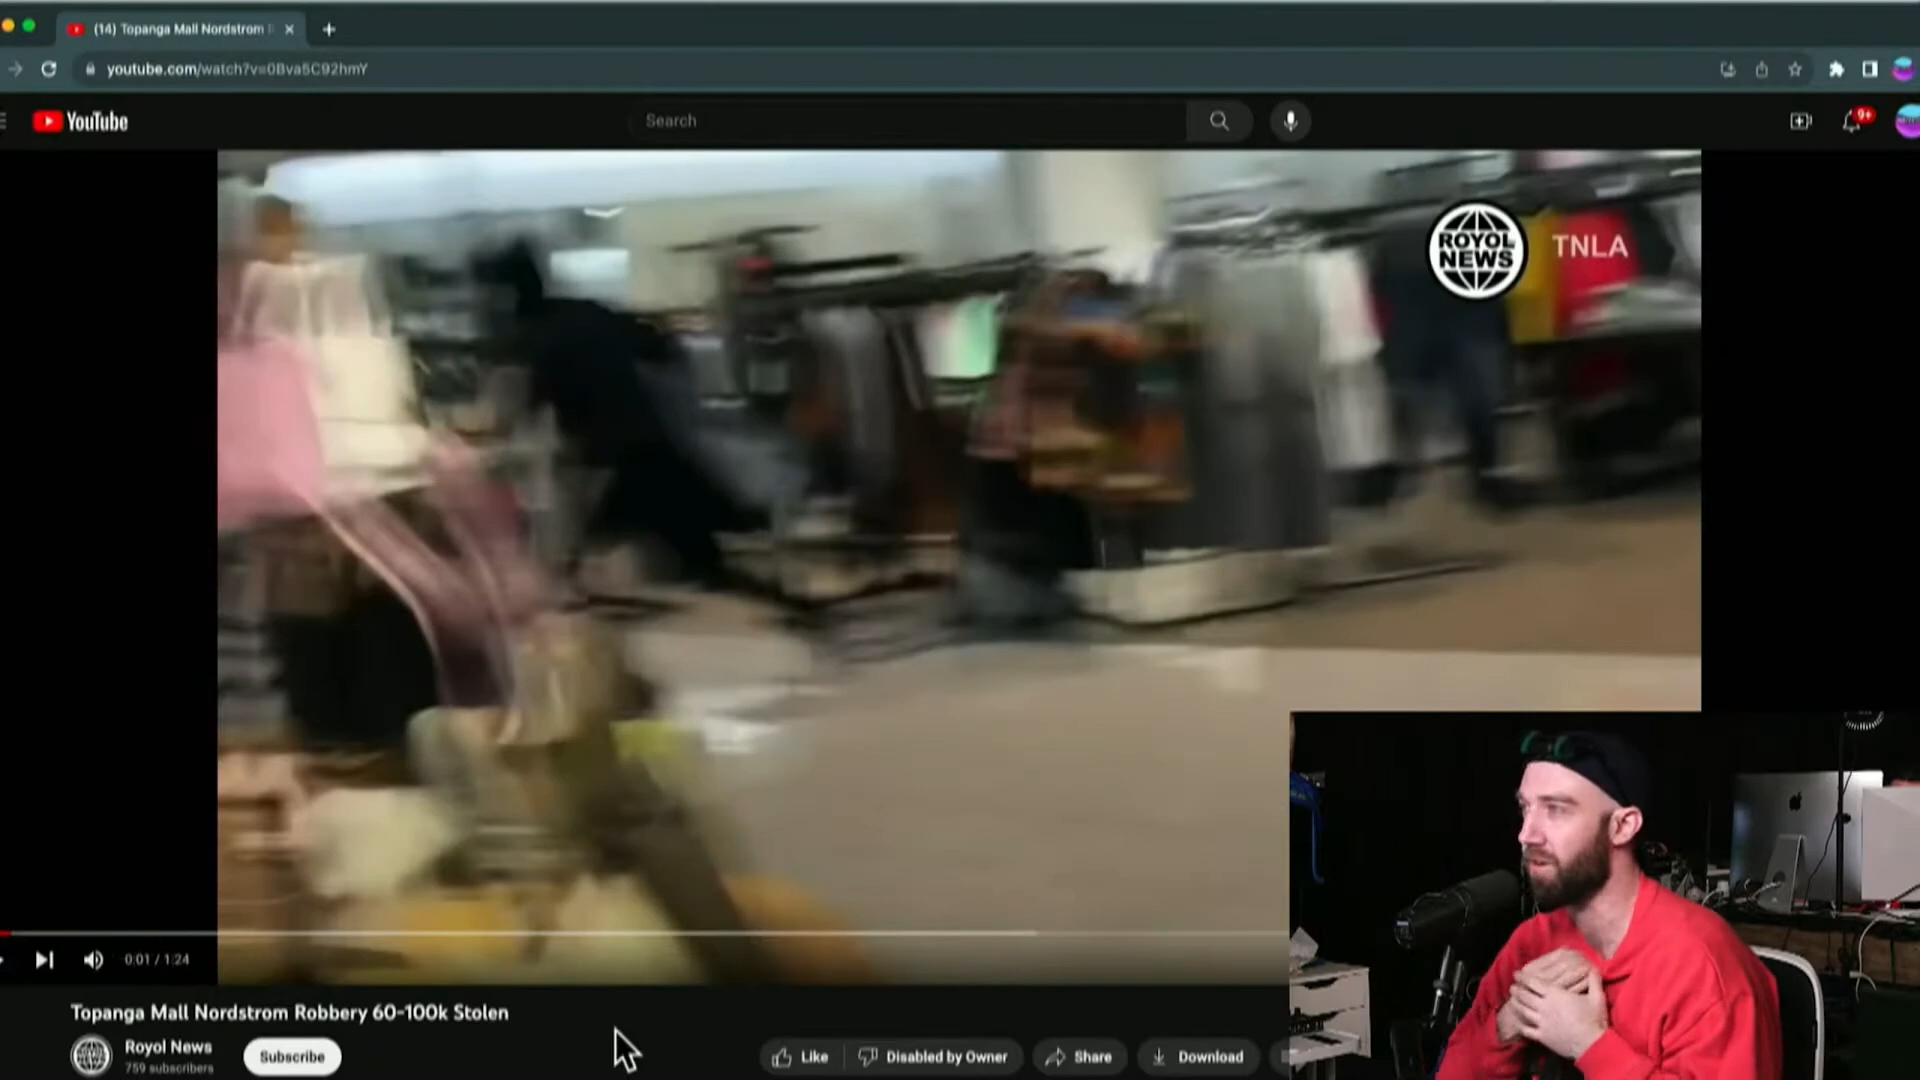 (14) Topanga Mall Nordstrom
youtube.com/watch?v=0Bva5C92hmY
YouTube
Search
9+
ROYOL
NEWS
TNLA
0:01 / 1:24
Topanga Mall Nordstrom Robbery 60-100k Stolen
Royol News
759 subscribers
Subscribe
Like
Disabled by Owner
Share
Download